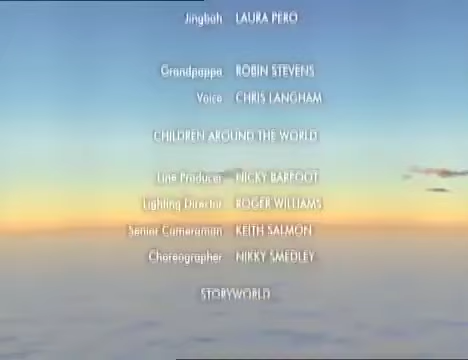 Jingbah LAURA PERO
Grandpappa ROBIN STEVENS
Voice CHRIS LANGHAM
CHILDREN AROUND THE WORLD
Line Producer NICKY BARFOOT
Lighting Director ROGER WILLIAMS
Senior Cameraman KEITH SALMON
Choreographer NIKKY SMEDLEY
STORYWORLD